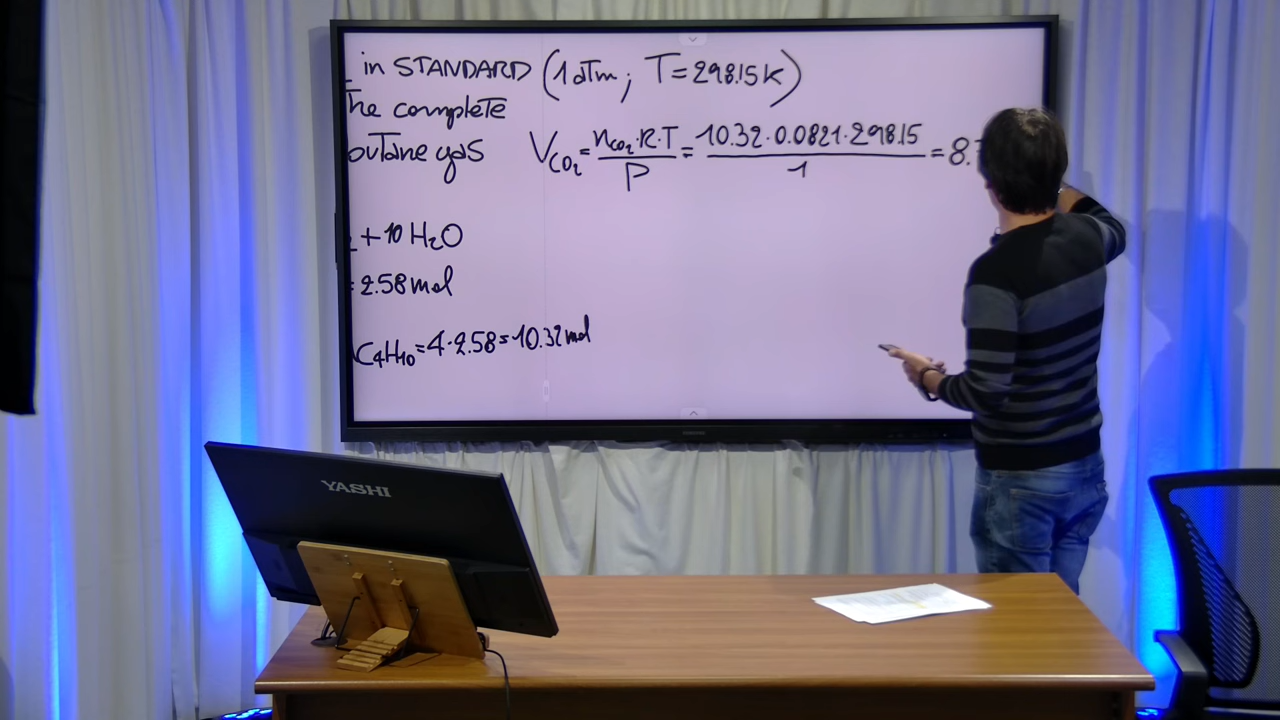 in STANDARD (1 atm; T=298.15K)
The complete
butane gas
V_CO₂ = n_CO₂·R·T / P = 10.32·0.0821·298.15 / 1 = 8.
+ 10 H₂O
= 2.58 mol
C₄H₁₀ = 4·2.58 = 10.32 mol
YASHI